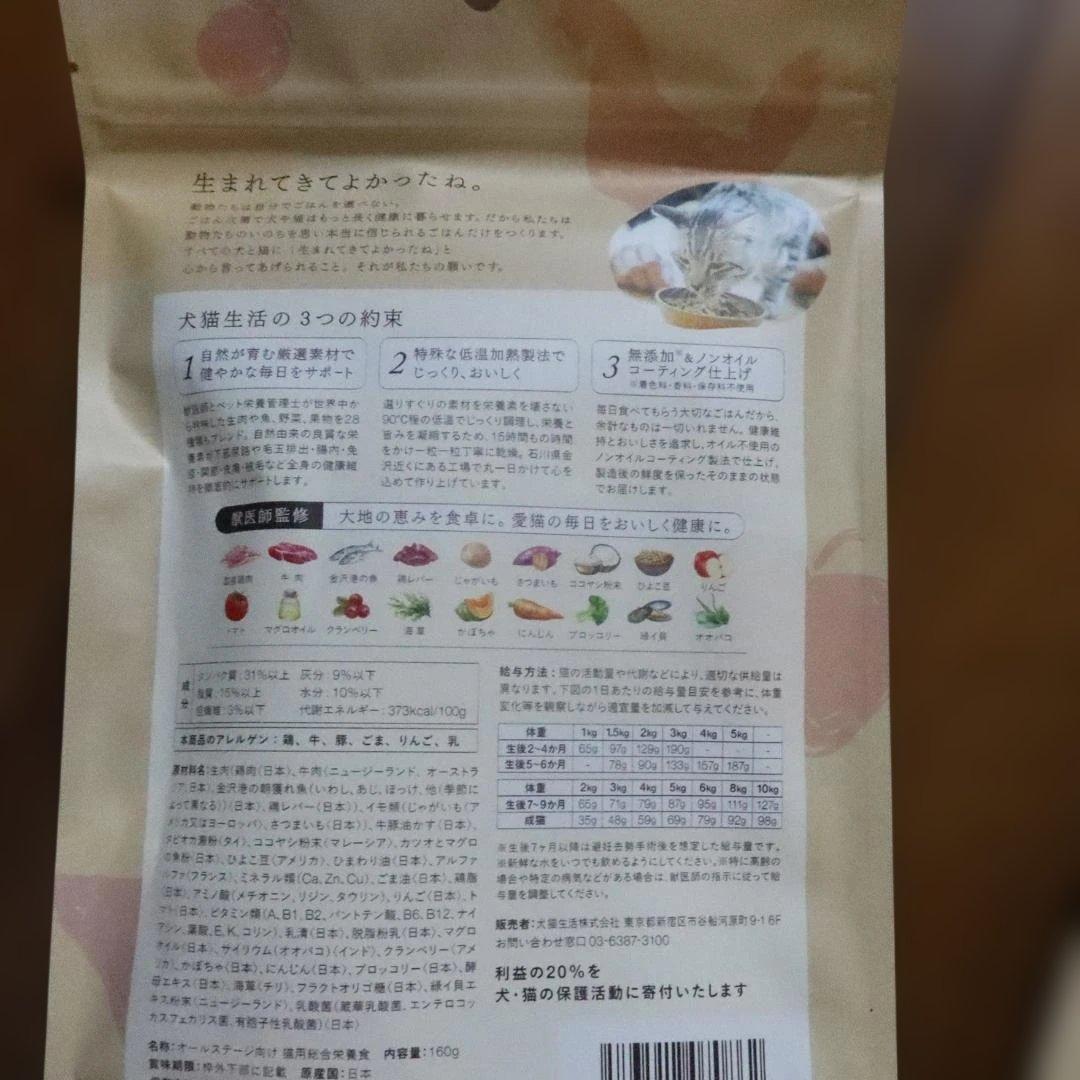 生まれてきてよかったね。
動物たちは自分でごはんを選べない。
ごはん次第で犬や猫はもっと長く健康に暮らせます。だから私たちは
動物たちのいのちを思い本当に信じられるごはんだけをつくります。
すべての犬と猫に「生まれてきてよかったね」と
心から言ってあげられること。それが私たちの願いです。
犬猫生活の3つの約束
1 自然が育む厳選素材で
健やかな毎日をサポート
獣医師とペット栄養管理士が世界中か
ら吟味した生肉や魚、野菜、果物を28
種類もブレンド。自然由来の良質な栄
養素が下部尿路や毛玉排出・腸内・免
疫・関節・皮膚・被毛など全身の健康維
持を徹底的にサポートします。
2 特殊な低温加熱製法で
じっくり、おいしく
選りすぐりの素材を栄養素を壊さない
90℃程の低温でじっくり調理し、栄養と
旨みを凝縮するため、15時間もの時間
をかけ一粒一粒丁寧に乾燥。石川県金
沢近くにある工場で丸一日かけて心を
込めて作り上げています。
3 無添加※&ノンオイル
コーティング仕上げ
※着色料・香料・保存料不使用
毎日食べてもらう大切なごはんだから、
余計なものは一切いれません。健康維
持とおいしさを追求し、オイル不使用の
ノンオイルコーティング製法で仕上げ、
製造後の鮮度を保ったそのままの状態
でお届けします。
獣医師監修 大地の恵みを食卓に。愛猫の毎日をおいしく健康に。
国産鶏肉 牛肉 金沢港の魚 鶏レバー じゃがいも さつまいも ココヤシ粉末 ひよこ豆 りんご
トマト マグロオイル クランベリー 海藻 かぼちゃ にんじん ブロッコリー 緑イ貝 オオバコ
成分
タンパク質:31%以上 灰分:9%以下
脂質:15%以上 水分:10%以下
粗繊維:3%以下 代謝エネルギー:373kcal/100g
本商品のアレルゲン:鶏、牛、豚、ごま、りんご、乳
原材料名:生肉(鶏肉(日本)、牛肉(ニュージーランド、オーストラ
リア、日本)、金沢港の朝獲れ魚(いわし、あじ、ほっけ、他(季節に
よって異なる))(日本)、鶏レバー(日本))、イモ類(じゃがいも(ア
メリカ又はヨーロッパ)、さつまいも(日本))、牛豚油かす(日本)、
タピオカ澱粉(タイ)、ココヤシ粉末(マレーシア)、カツオとマグロ
の魚粉(日本)、ひよこ豆(アメリカ)、ひまわり油(日本)、アルファ
ルファ(フランス)、ミネラル類(Ca、Zn、Cu)、ごま油(日本)、鶏脂
(日本)、アミノ酸(メチオニン、リジン、タウリン)、りんご(日本)、ト
マト(日本)、ビタミン類(A、B1、B2、パントテン酸、B6、B12、ナイ
アシン、葉酸、E、K、コリン)、乳清(日本)、脱脂粉乳(日本)、マグロ
オイル(日本)、サイリウム(オオバコ)(インド)、クランベリー(アメ
リカ)、かぼちゃ(日本)、にんじん(日本)、ブロッコリー(日本)、酵
母エキス(日本)、海藻(チリ)、フラクトオリゴ糖(日本)、緑イ貝エ
キス粉末(ニュージーランド)、乳酸菌(蔵華乳酸菌、エンテロコッ
カスフェカリス菌、有胞子性乳酸菌)(日本)
名称:オールステージ向け 猫用総合栄養食 内容量:160g
賞味期限:枠外下部に記載 原産国:日本
給与方法:猫の活動量や代謝などにより、適切な供給量は
異なります。下図の1日あたりの給与量目安を参考に、体重
変化等を観察しながら適宜量を加減して与えてください。
体重 1kg 1.5kg 2kg 3kg 4kg 5kg -
生後2~4か月 65g 97g 129g 190g - - -
生後5~6か月 - 78g 90g 133g 157g 187g -
体重 2kg 3kg 4kg 5kg 6kg 8kg 10kg
生後7~9か月 65g 71g 79g 87g 95g 111g 127g
成猫 35g 48g 59g 69g 79g 92g 98g
※生後7ヶ月以降は避妊去勢手術後を想定した給与量です。
※新鮮な水をいつでも飲めるようにしてください。※特に高齢の
場合や特定の病気などがある場合は、獣医師の指示に従って給
与量を調整してください。
販売者:犬猫生活株式会社 東京都新宿区市谷船河原町9-1 6F
お問い合わせ窓口 03-6387-3100
利益の20%を
犬・猫の保護活動に寄付いたします